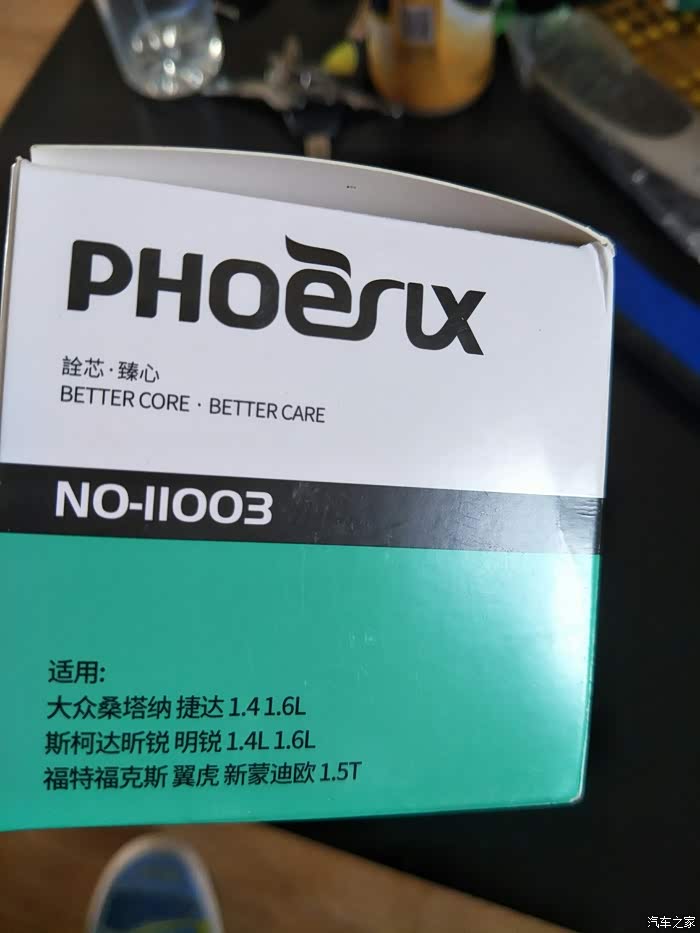 PHOENIX
詮芯·臻心
BETTER CORE · BETTER CARE
NO-11003
适用:
大众桑塔纳 捷达 1.4 1.6L
斯柯达昕锐 明锐 1.4L 1.6L
福特福克斯 翼虎 新蒙迪欧 1.5T
汽车之家